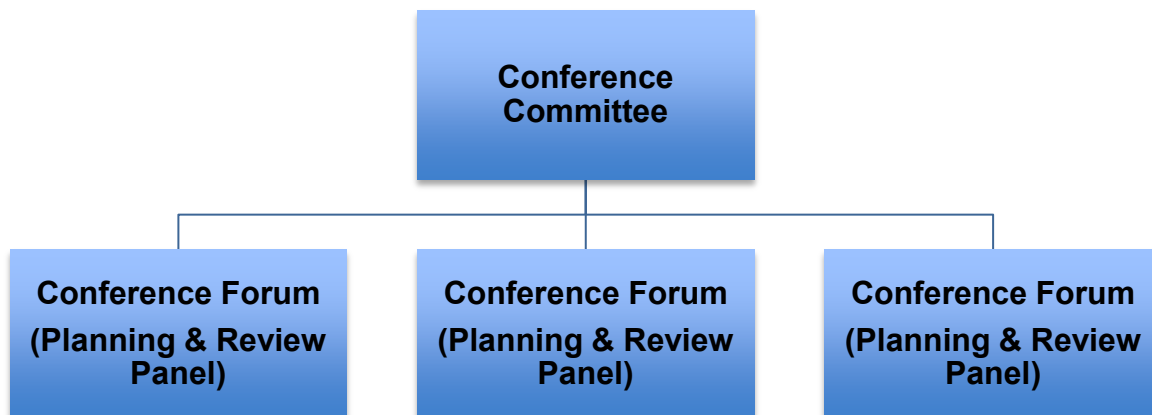 Conference
Committee
Conference Forum
(Planning & Review
Panel)
Conference Forum
(Planning & Review
Panel)
Conference Forum
(Planning & Review
Panel)